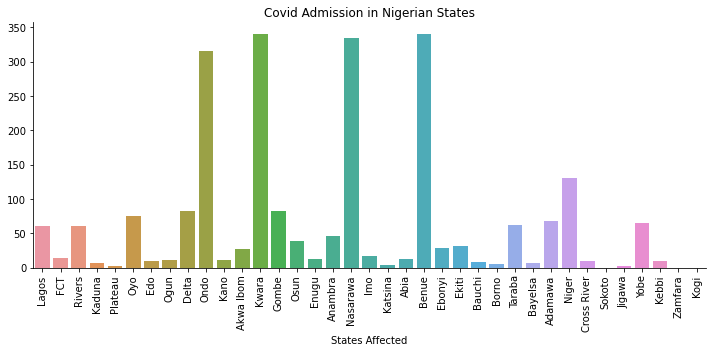 Covid Admission in Nigerian States
350
300
250
200
150
100
50
0
Lagos
FCT
Rivers
Kaduna
Plateau
Oyo
Edo
Ogun
Delta
Ondo
Kano
Akwa Ibom
Kwara
Gombe
Osun
Enugu
Anambra
Nasarawa
Imo
Katsina
Abia
Benue
Ebonyi
Ekiti
Bauchi
Borno
Taraba
Bayelsa
Adamawa
Niger
Cross River
Sokoto
Jigawa
Yobe
Kebbi
Zamfara
Kogi
States Affected